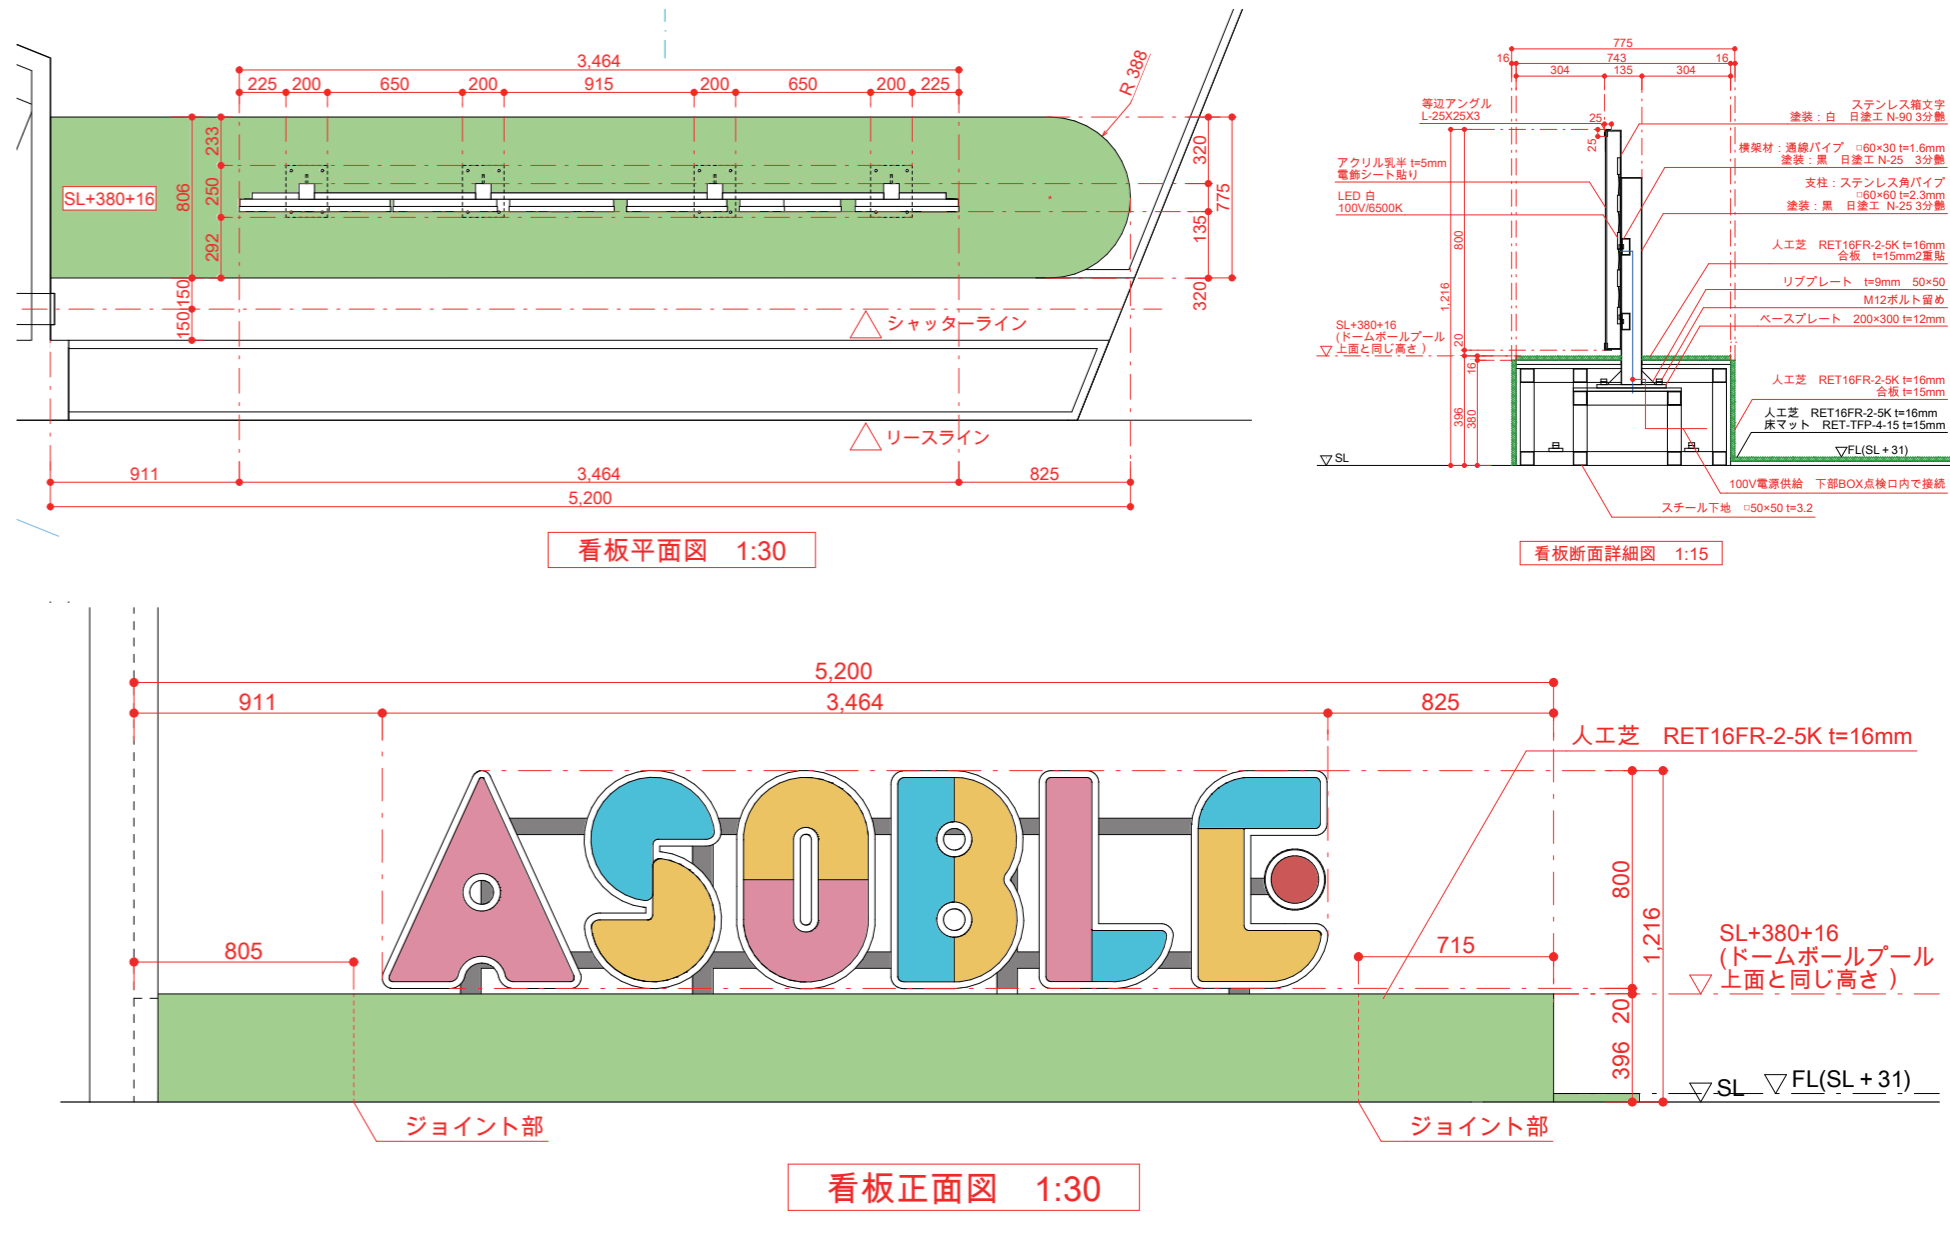 3,464
225 200 650 200 915 200 650 200 225
R 388
SL+380+16
806
233
250
292
150
150
320
135
320
775
シャッターライン
リースライン
911 3,464 825
5,200
看板平面図 1:30
775
16 743 16
304 135 304
等辺アングル
L-25X25X3
25
25
アクリル乳半 t=5mm
電飾シート貼り
LED 白
100V/6500K
800
1,216
20
16
396
380
SL+380+16
(ドームボールプール
上面と同じ高さ )
SL
ステンレス箱文字
塗装：白 日塗工 N-90 3分艶
横架材：通線パイプ □60×30 t=1.6mm
塗装：黒 日塗工 N-25 3分艶
支柱：ステンレス角パイプ
□60×60 t=2.3mm
塗装：黒 日塗工 N-25 3分艶
人工芝 RET16FR-2-5K t=16mm
合板 t=15mm2重貼
リブプレート t=9mm 50×50
M12ボルト留め
ベースプレート 200×300 t=12mm
人工芝 RET16FR-2-5K t=16mm
合板 t=15mm
人工芝 RET16FR-2-5K t=16mm
床マット RET-TFP-4-15 t=15mm
FL(SL + 31)
100V電源供給 下部BOX点検口内で接続
スチール下地 □50×50 t=3.2
看板断面詳細図 1:15
5,200
911 3,464 825
人工芝 RET16FR-2-5K t=16mm
ASOBLE
805
715
800
1,216
20
396
SL+380+16
(ドームボールプール
上面と同じ高さ )
SL FL(SL + 31)
ジョイント部 ジョイント部
看板正面図 1:30